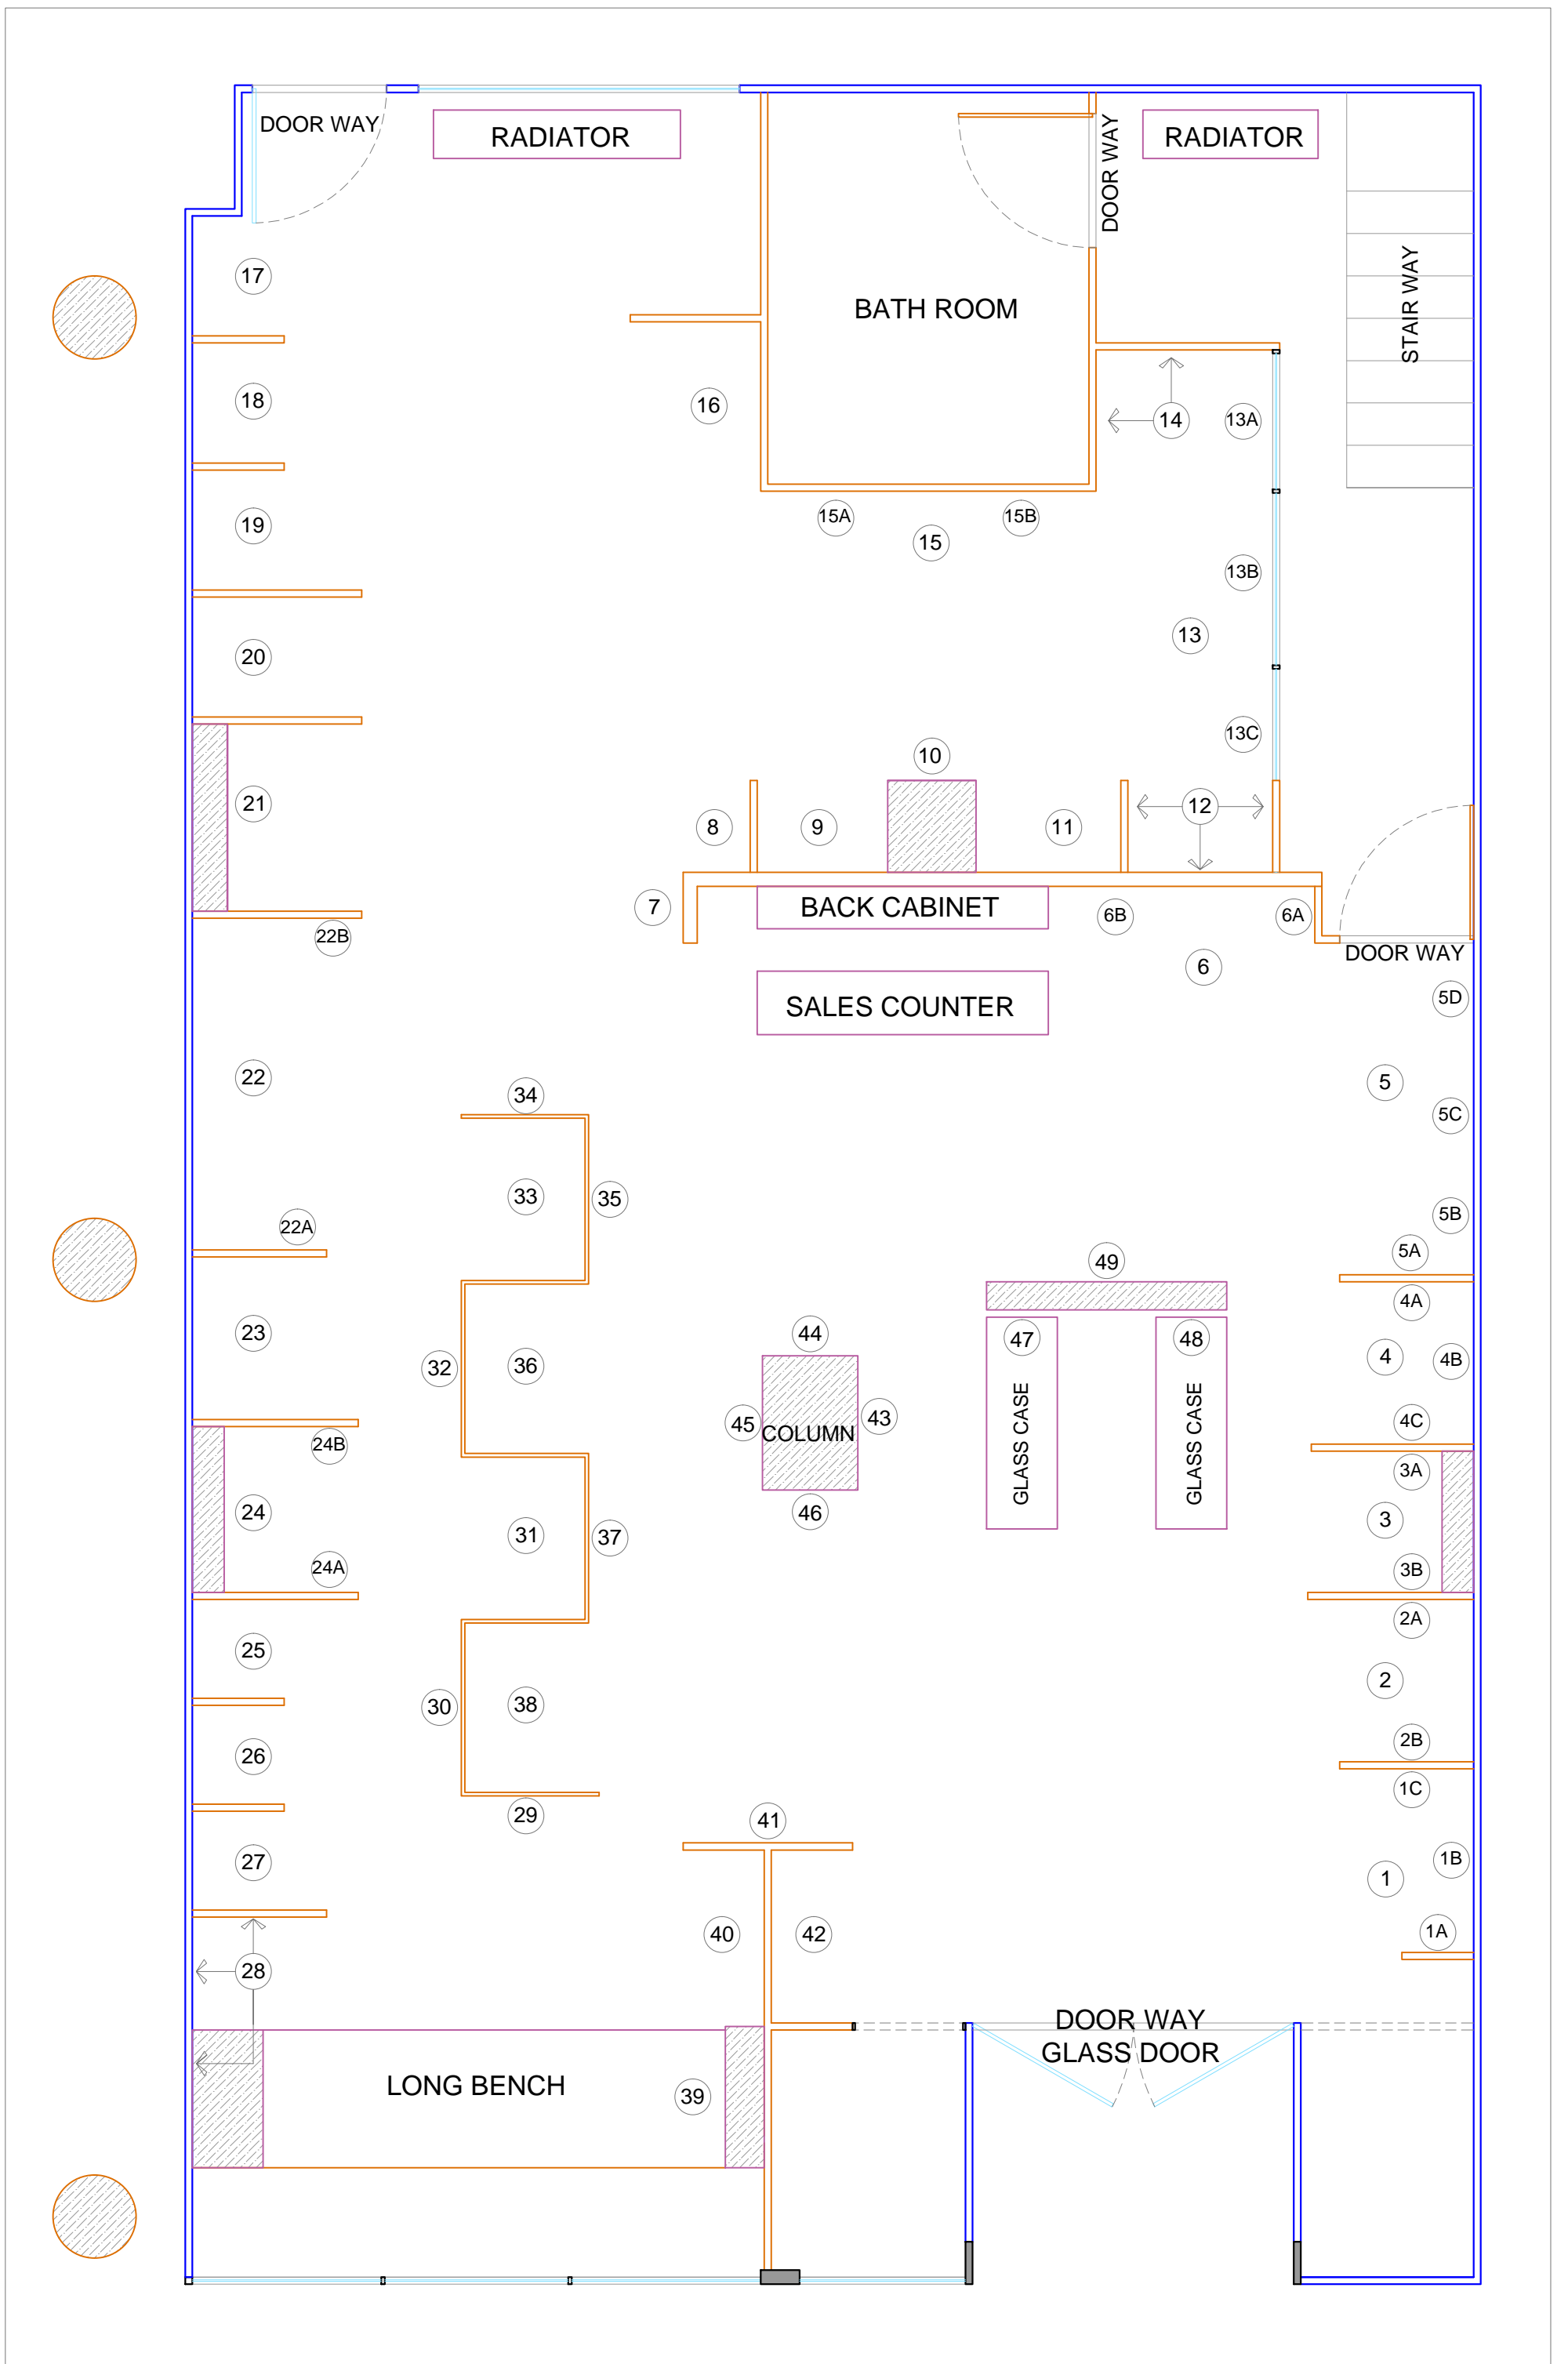 DOOR WAY
RADIATOR
DOOR WAY
RADIATOR
STAIR WAY
17
BATH ROOM
18
16
14
13A
19
15A
15
15B
13B
20
13
13C
10
21
8
9
11
12
7
BACK CABINET
6B
6A
22B
DOOR WAY
6
SALES COUNTER
5D
22
5
34
5C
33
35
22A
5B
5A
49
4A
23
44
47
48
4
4B
32
36
45
COLUMN
43
GLASS CASE
GLASS CASE
4C
24B
3A
24
46
3
31
37
24A
3B
2A
25
2
30
38
2B
26
1C
29
41
27
1B
1
40
42
1A
28
DOOR WAY
GLASS DOOR
LONG BENCH
39